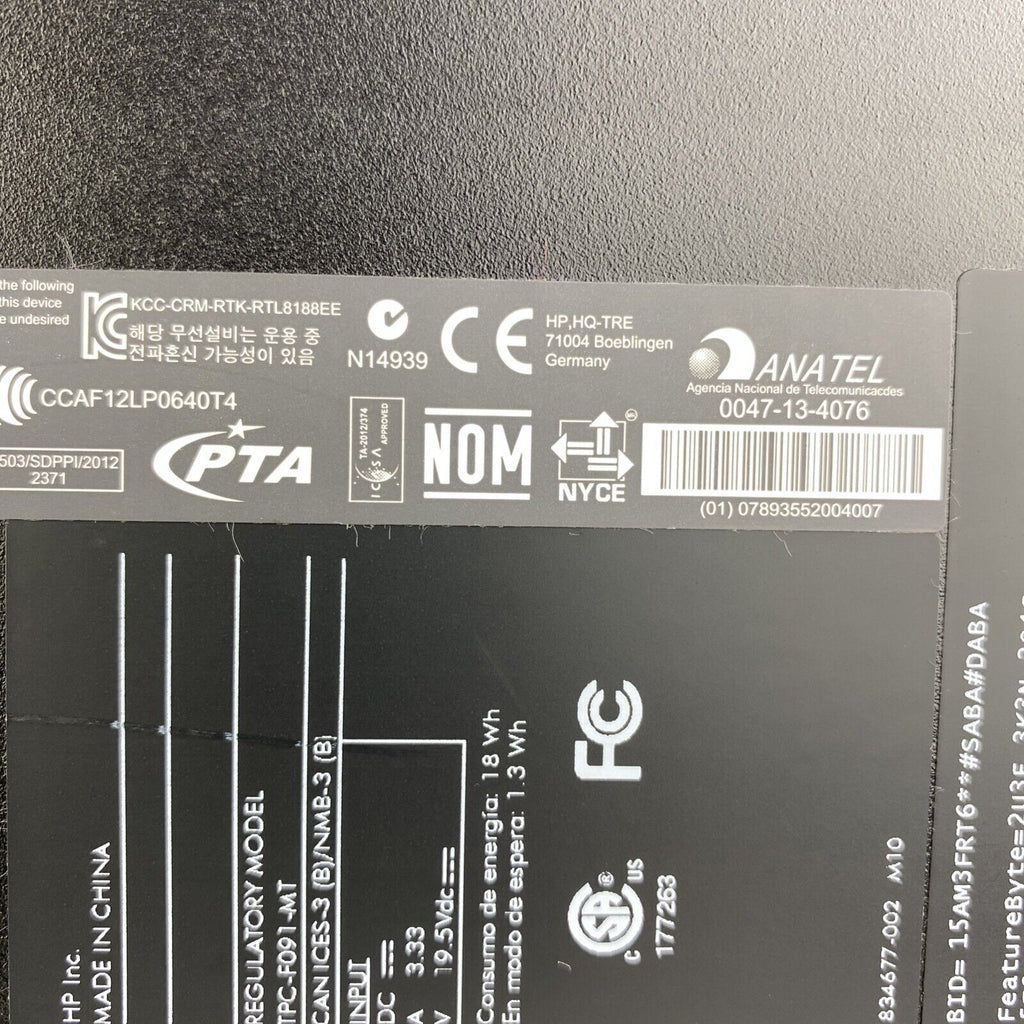 the following
this device
e undesired
KCC-CRM-RTK-RTL8188EE
해당 무선설비는 운용 중
전파혼신 가능성이 있음
N14939
CE
HP,HQ-TRE
71004 Boeblingen
Germany
ANATEL
Agencia Nacional de Telecomunicacdes
0047-13-4076
CCAF12LP0640T4
503/SDPPI/2012
2371
PTA
ICASA
TA-2012/374
APPROVED
NOM
NYCE
(01) 07893552004007
HP Inc.
MADE IN CHINA
REGULATORY MODEL
TPC-F091-MT
CAN ICES-3 (B)/NMB-3 (B)
INPUT
DC
A 3.33
V 19.5Vdc
Consumo de energía: 18 Wh
En modo de espera: 1.3 Wh
FC
C US
177263
834677-002 M10
BID= 15AM3FRT6**#SABA#DABA